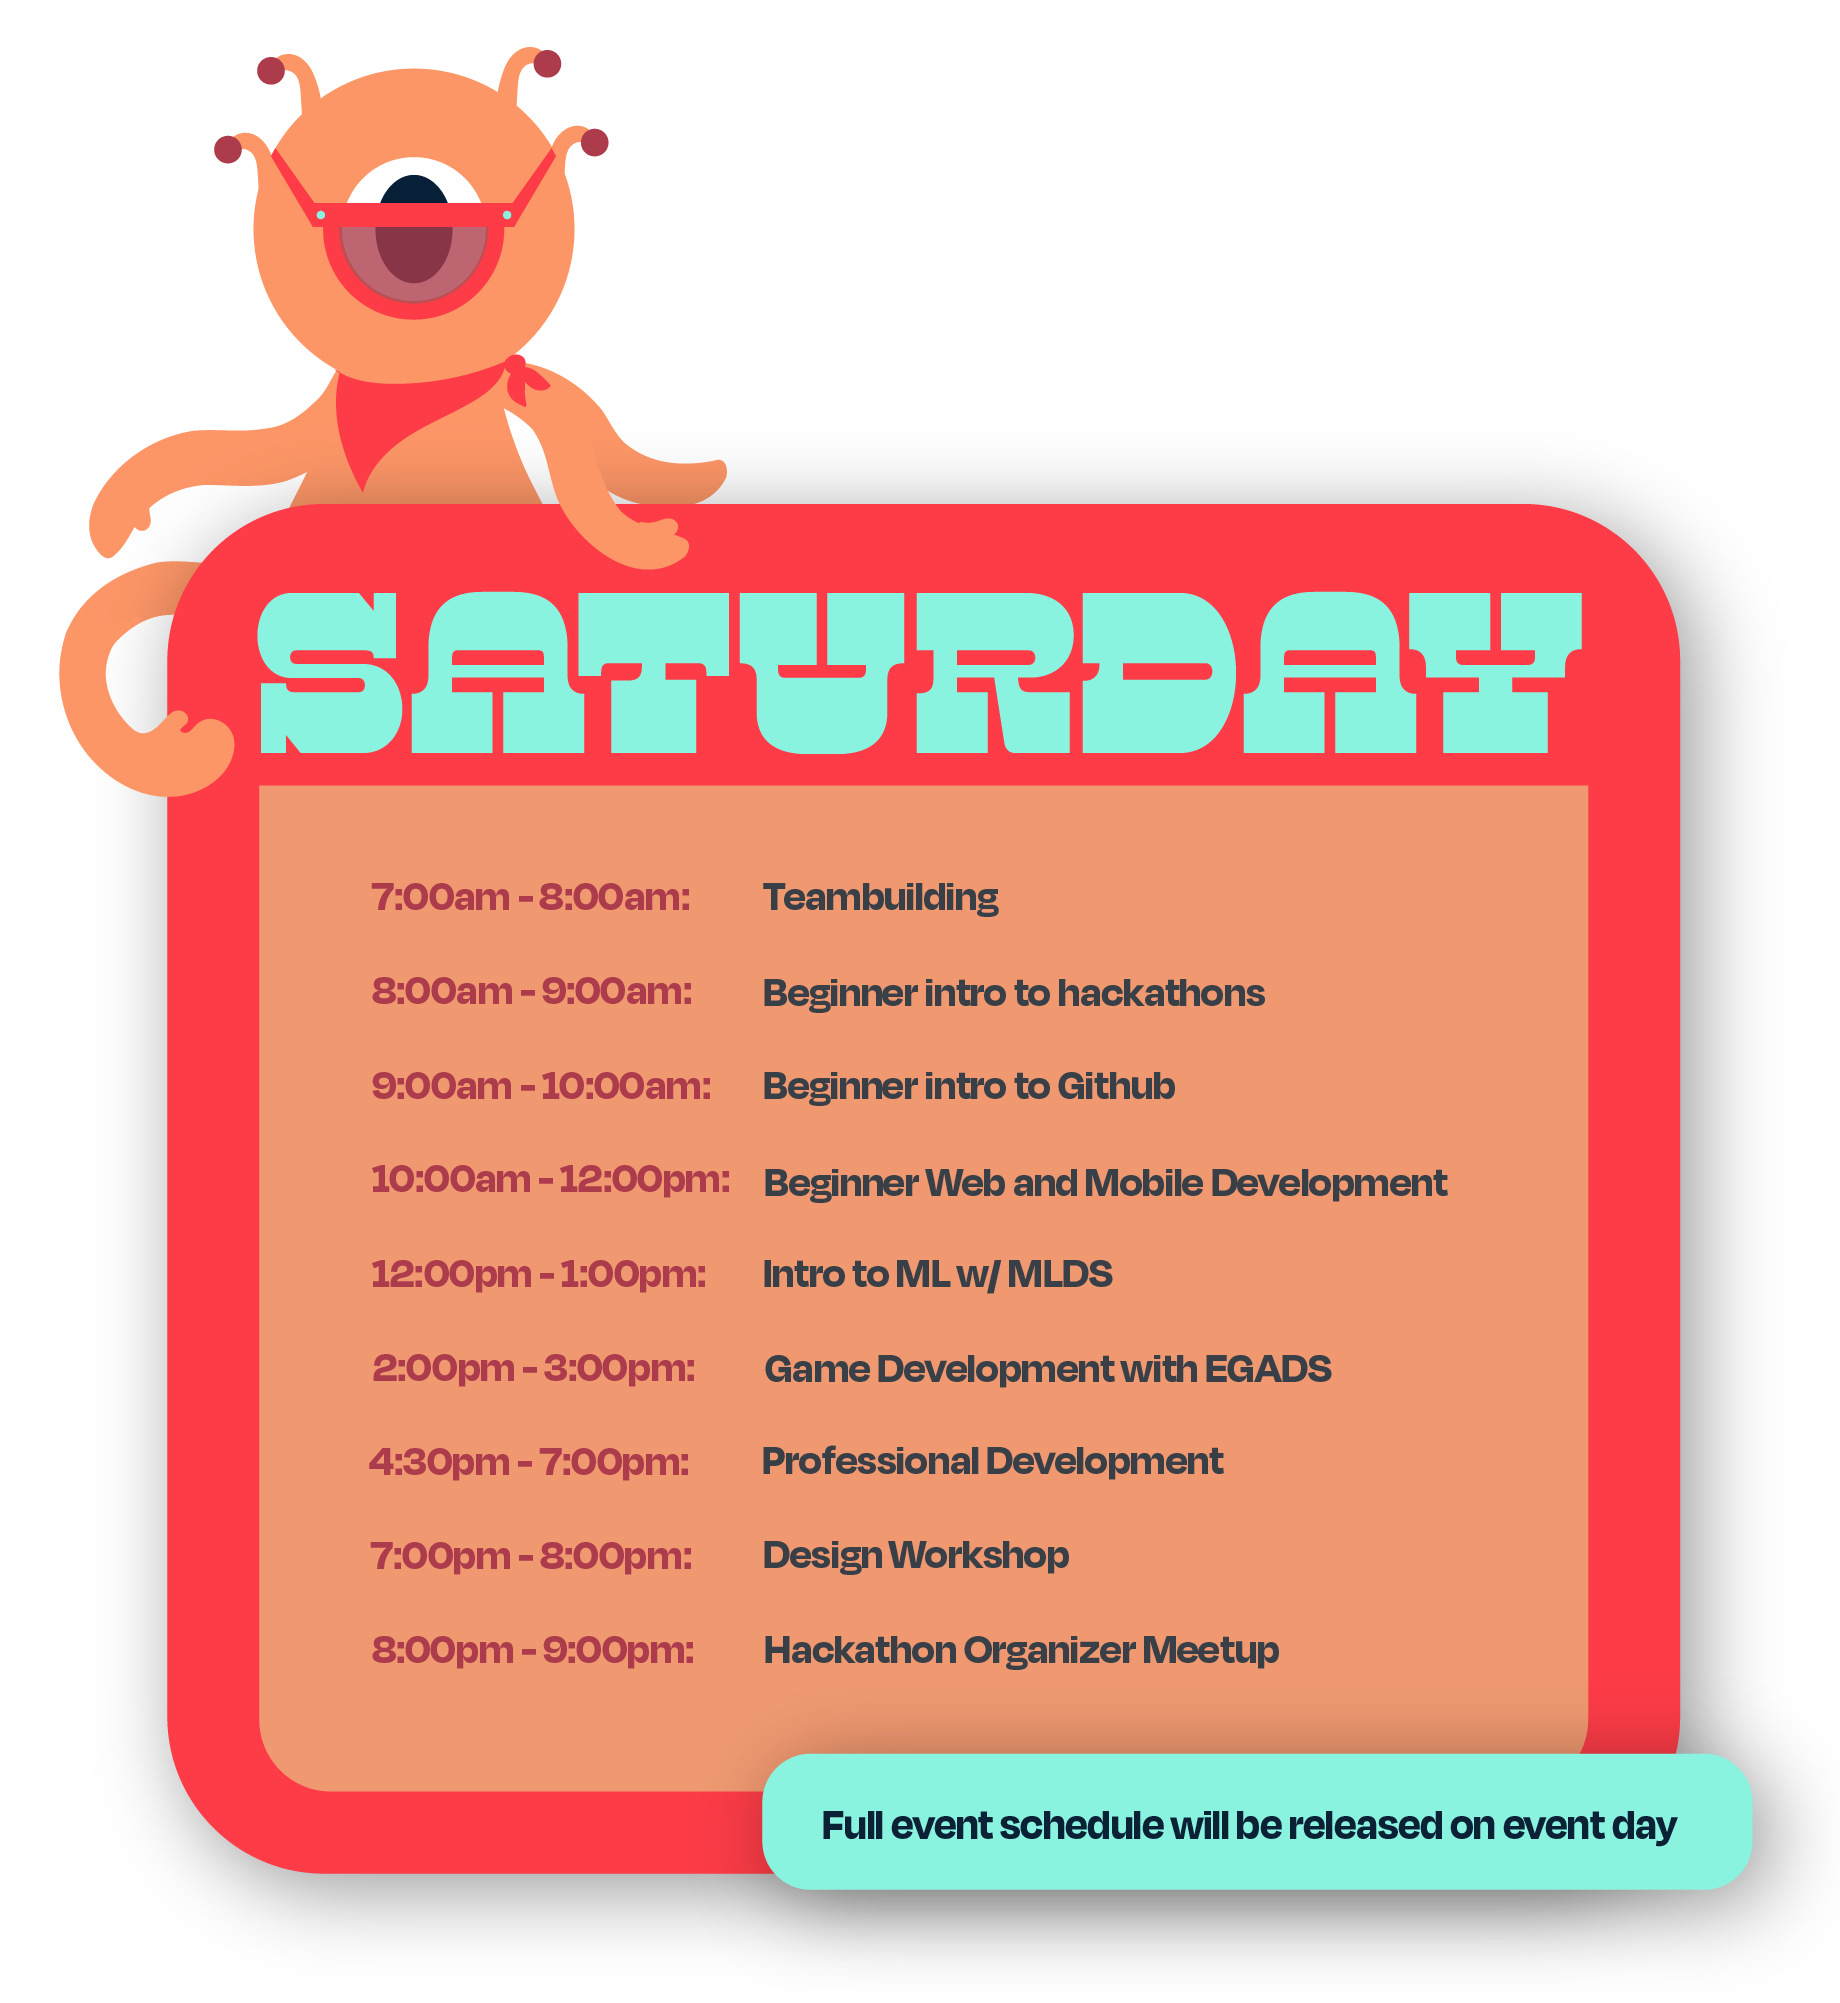 SATURDAY
7:00am - 8:00am: Teambuilding
8:00am - 9:00am: Beginner intro to hackathons
9:00am - 10:00am: Beginner intro to Github
10:00am - 12:00pm: Beginner Web and Mobile Development
12:00pm - 1:00pm: Intro to ML w/ MLDS
2:00pm - 3:00pm: Game Development with EGADS
4:30pm - 7:00pm: Professional Development
7:00pm - 8:00pm: Design Workshop
8:00pm - 9:00pm: Hackathon Organizer Meetup
Full event schedule will be released on event day